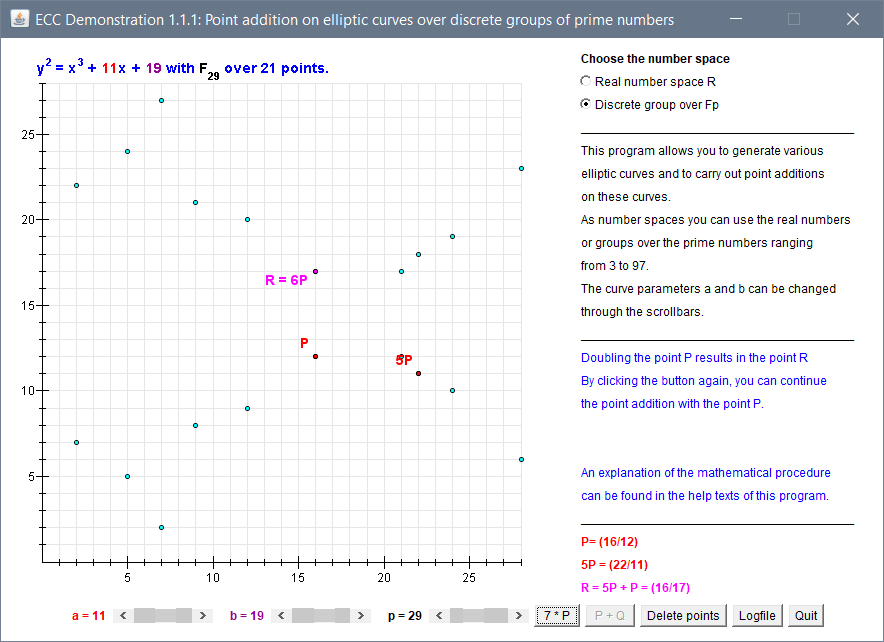 ECC Demonstration 1.1.1: Point addition on elliptic curves over discrete groups of prime numbers
y² = x³ + 11x + 19 with F₂₉ over 21 points.
25
20
15
10
5
5
10
15
20
25
R = 6P
P
5P
Choose the number space
Real number space R
Discrete group over Fp
This program allows you to generate various
elliptic curves and to carry out point additions
on these curves.
As number spaces you can use the real numbers
or groups over the prime numbers ranging
from 3 to 97.
The curve parameters a and b can be changed
through the scrollbars.
Doubling the point P results in the point R
By clicking the button again, you can continue
the point addition with the point P.
An explanation of the mathematical procedure
can be found in the help texts of this program.
P= (16/12)
5P = (22/11)
R = 5P + P = (16/17)
a = 11
b = 19
p = 29
7 * P
P + Q
Delete points
Logfile
Quit